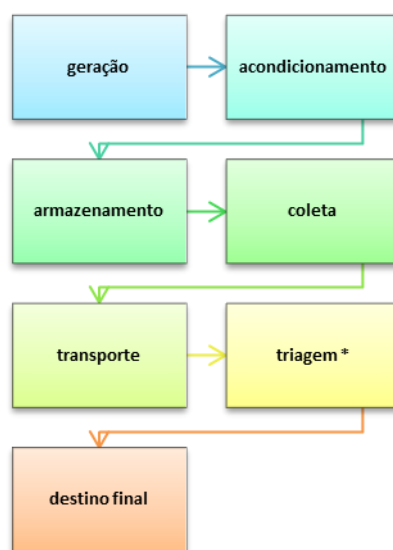 geração
acondicionamento
armazenamento
coleta
transporte
triagem *
destino final